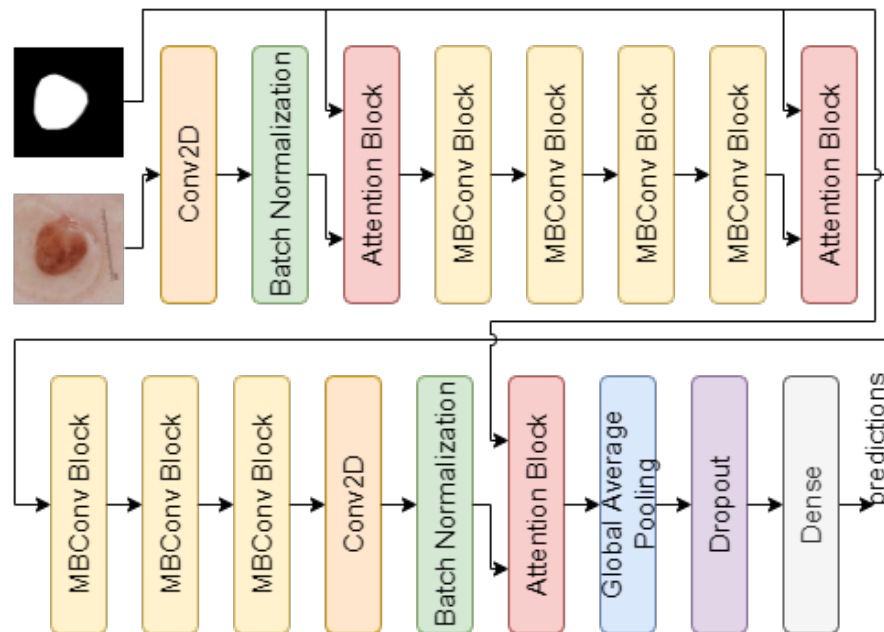 Conv2D
Batch Normalization
Attention Block
MBConv Block
MBConv Block
MBConv Block
MBConv Block
Attention Block
MBConv Block
MBConv Block
MBConv Block
Conv2D
Batch Normalization
Attention Block
Global Average
Pooling
Dropout
Dense
predictions